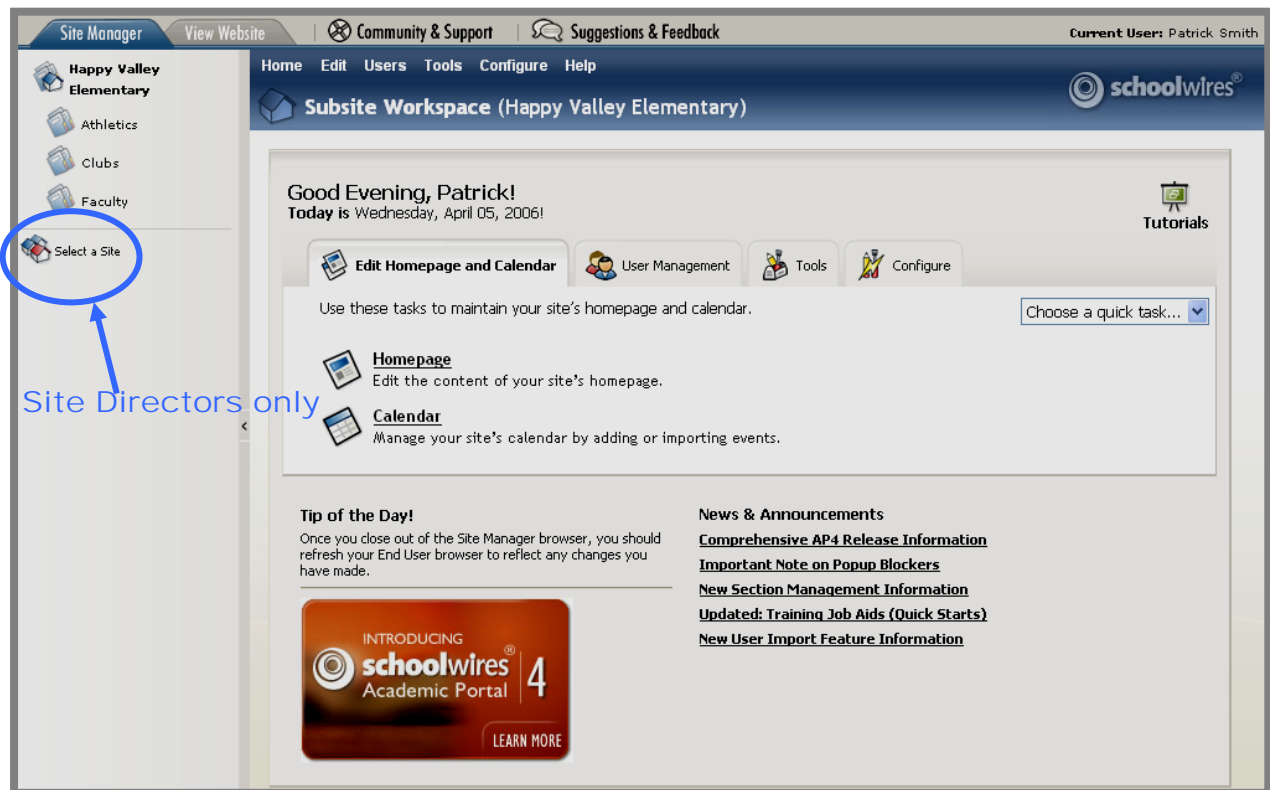 Site Manager
View Website
Community & Support
Suggestions & Feedback
Current User: Patrick Smith
Happy Valley
Elementary
Athletics
Clubs
Faculty
Select a Site
Site Directors only
Home Edit Users Tools Configure Help
Subsite Workspace (Happy Valley Elementary)
schoolwires®
Good Evening, Patrick!
Today is Wednesday, April 05, 2006!
Tutorials
Edit Homepage and Calendar
User Management
Tools
Configure
Use these tasks to maintain your site's homepage and calendar.
Choose a quick task...
Homepage
Edit the content of your site's homepage.
Calendar
Manage your site's calendar by adding or importing events.
Tip of the Day!
Once you close out of the Site Manager browser, you should
refresh your End User browser to reflect any changes you
have made.
INTRODUCING
schoolwires®
Academic Portal
4
LEARN MORE
News & Announcements
Comprehensive AP4 Release Information
Important Note on Popup Blockers
New Section Management Information
Updated: Training Job Aids (Quick Starts)
New User Import Feature Information